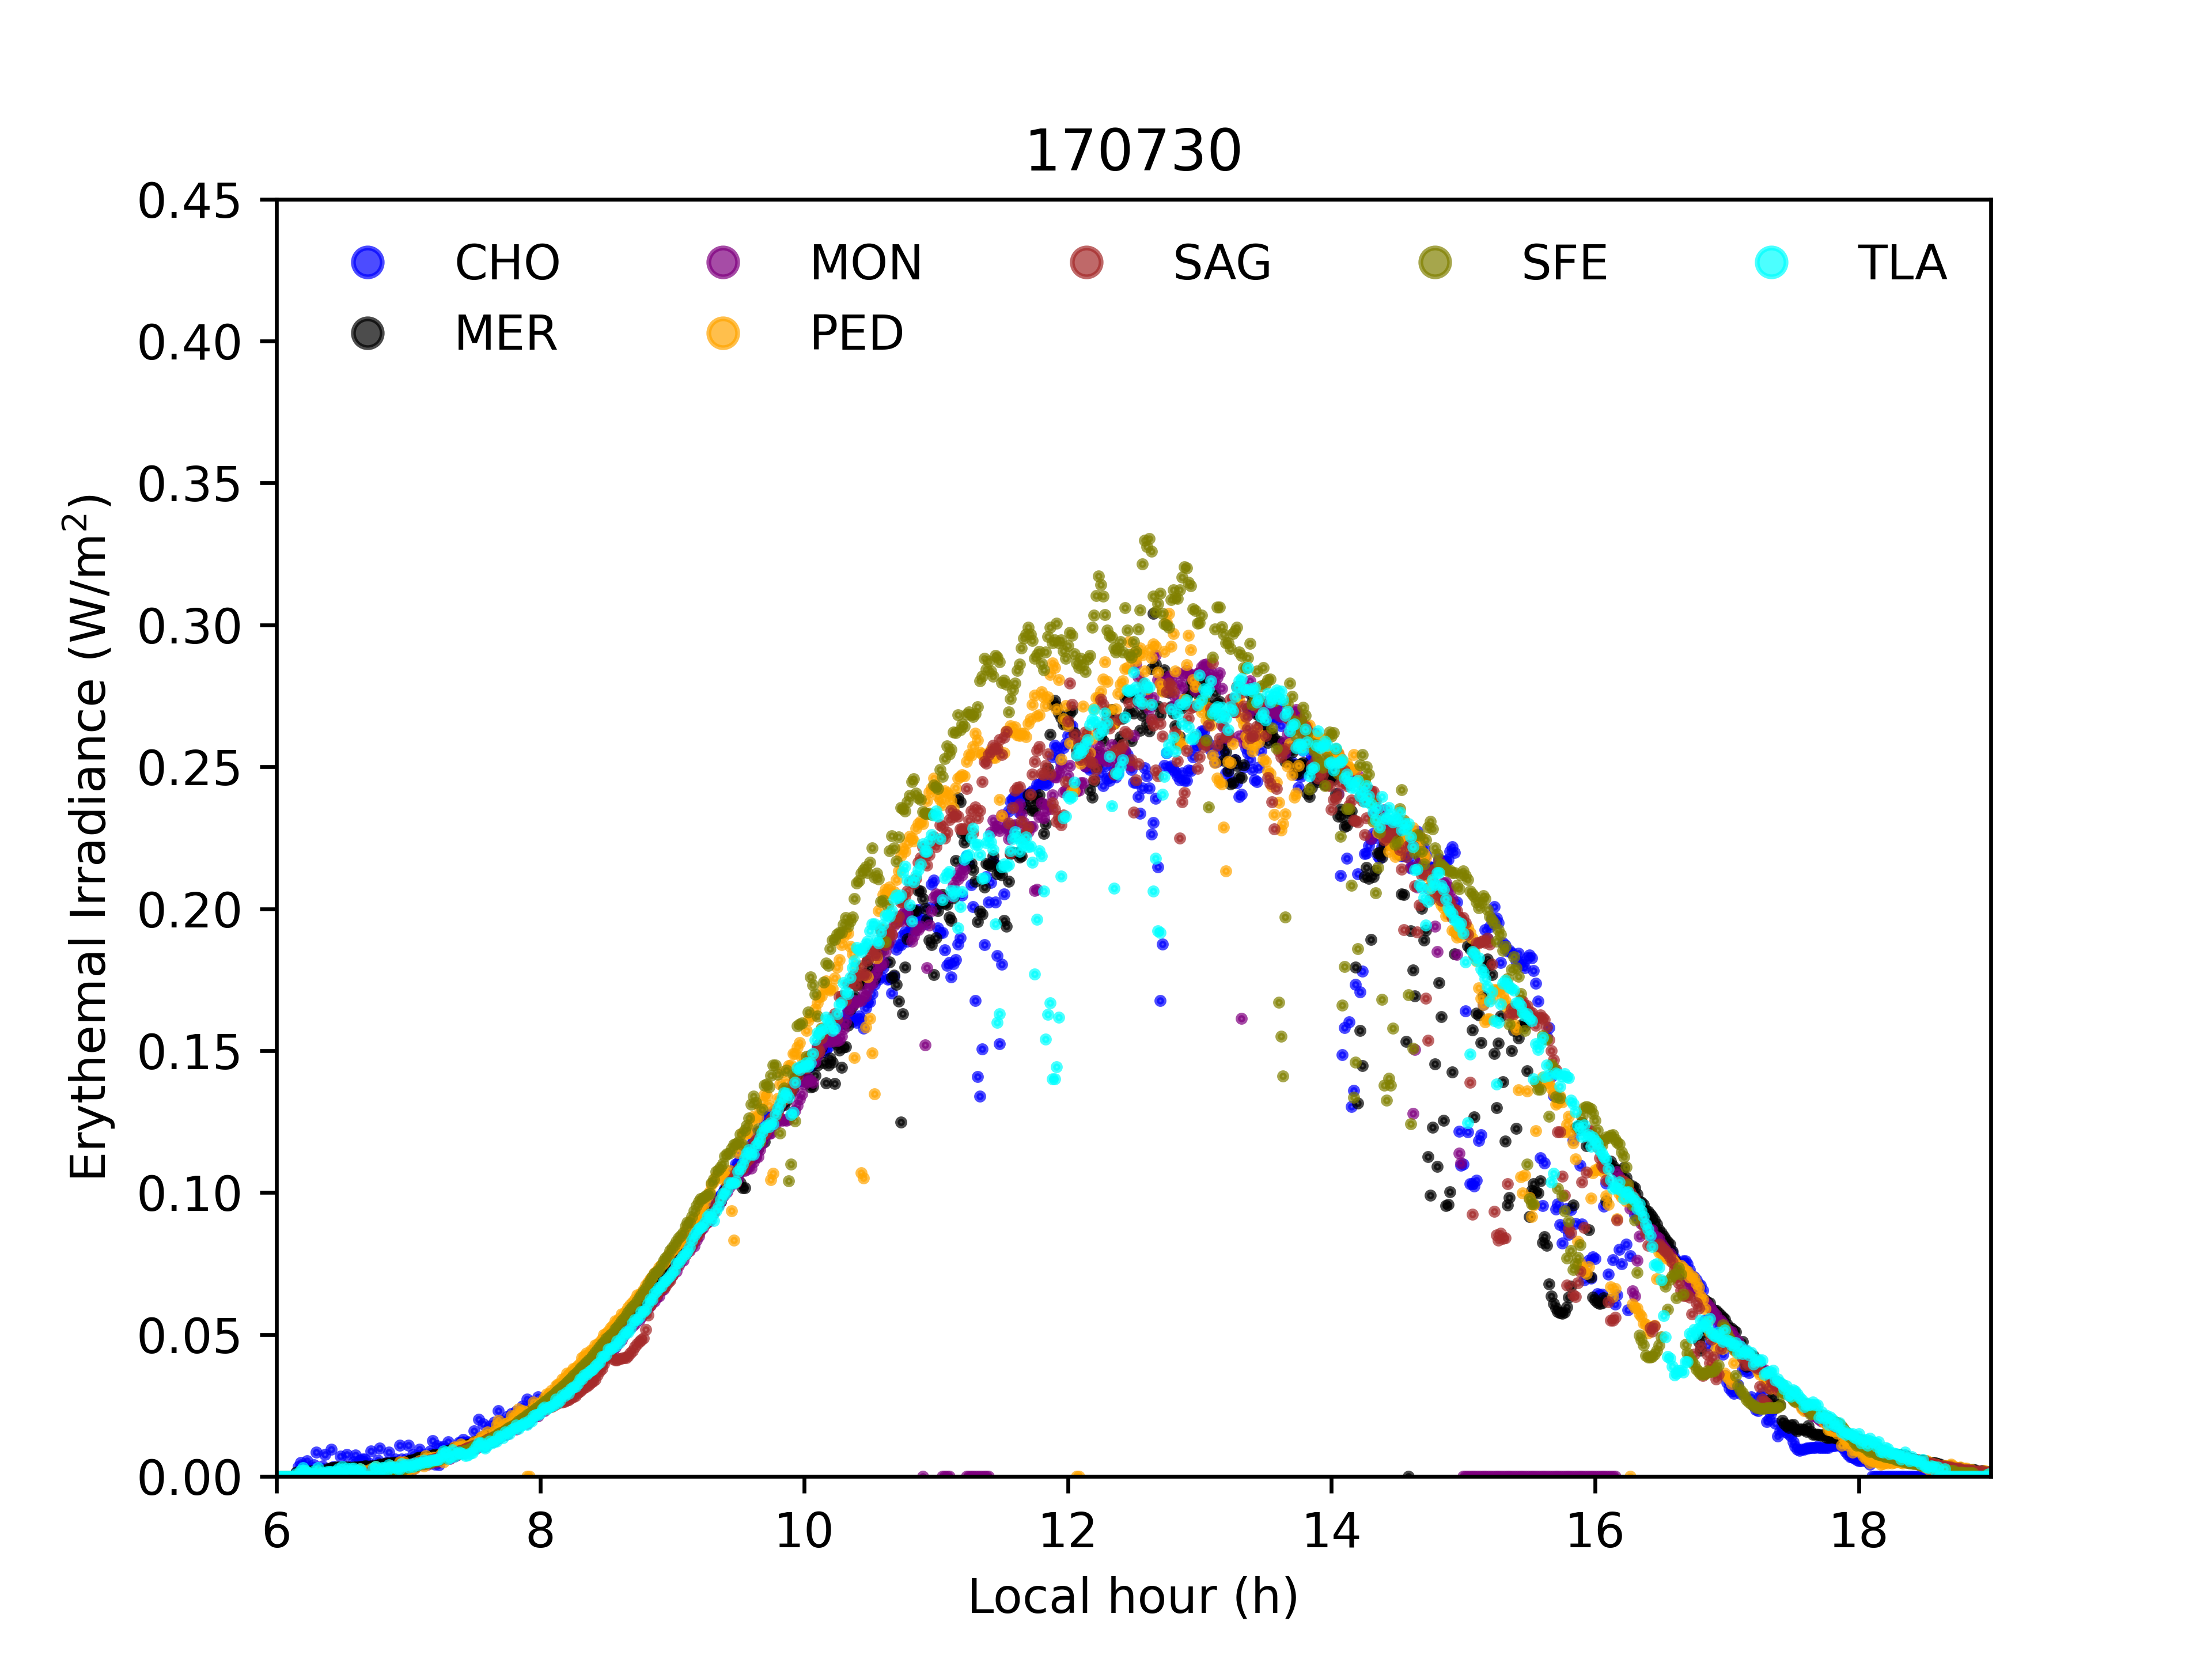 170730
0.45
0.40
0.35
0.30
0.25
0.20
0.15
0.10
0.05
0.00
Erythemal Irradiance (W/m²)
CHO MON SAG SFE TLA
MER PED
6 8 10 12 14 16 18
Local hour (h)